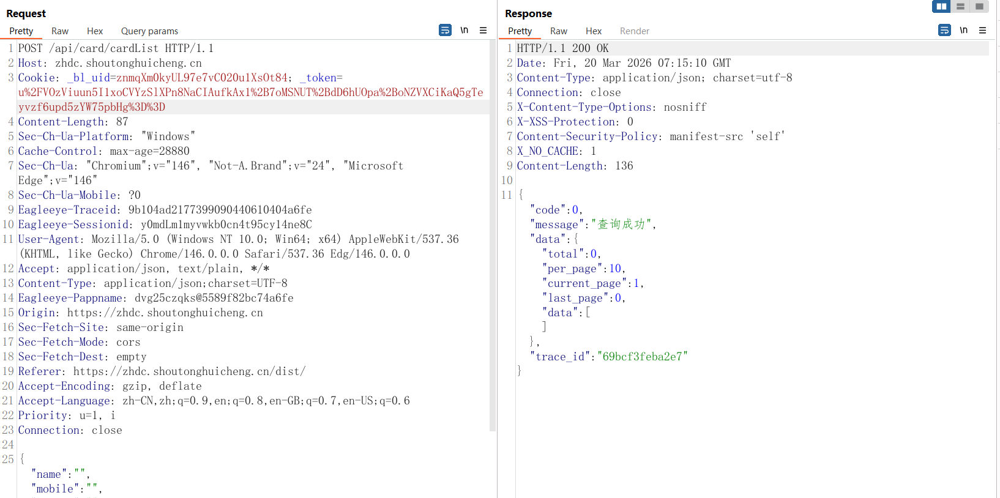 Request
Pretty Raw Hex Query params \n
1 POST /api/card/cardList HTTP/1.1
2 Host: zhdc.shoutonghuicheng.cn
3 Cookie: _bl_uid=znmqXm0kyUL97e7vC020u1XsOt84; _token=
u%2FVOzViuun5I1xoCVYzSlXPn8NaCIAufkAx1%2B7oMSNUT%2BdD6hU0pa%2BoNZVXCiKaQ5gTe
yvzf6upd5zYW75pbHg%3D%3D
4 Content-Length: 87
5 Sec-Ch-Ua-Platform: "Windows"
6 Cache-Control: max-age=28880
7 Sec-Ch-Ua: "Chromium";v="146", "Not-A.Brand";v="24", "Microsoft
Edge";v="146"
8 Sec-Ch-Ua-Mobile: ?0
9 Eagleeye-Traceid: 9b104ad2177399090440610404a6fe
10 Eagleeye-Sessionid: y0mdLm1myvwkb0cn4t95cy14ne8C
11 User-Agent: Mozilla/5.0 (Windows NT 10.0; Win64; x64) AppleWebKit/537.36
(KHTML, like Gecko) Chrome/146.0.0.0 Safari/537.36 Edg/146.0.0.0
12 Accept: application/json, text/plain, */*
13 Content-Type: application/json;charset=UTF-8
14 Eagleeye-Pappname: dvg25czqks@5589f82bc74a6fe
15 Origin: https://zhdc.shoutonghuicheng.cn
16 Sec-Fetch-Site: same-origin
17 Sec-Fetch-Mode: cors
18 Sec-Fetch-Dest: empty
19 Referer: https://zhdc.shoutonghuicheng.cn/dist/
20 Accept-Encoding: gzip, deflate
21 Accept-Language: zh-CN,zh;q=0.9,en;q=0.8,en-GB;q=0.7,en-US;q=0.6
22 Priority: u=1, i
23 Connection: close
24
25 {
"name":"",
"mobile":"",
Response
Pretty Raw Hex Render \n
1 HTTP/1.1 200 OK
2 Date: Fri, 20 Mar 2026 07:15:10 GMT
3 Content-Type: application/json; charset=utf-8
4 Connection: close
5 X-Content-Type-Options: nosniff
6 X-XSS-Protection: 0
7 Content-Security-Policy: manifest-src 'self'
8 X_NO_CACHE: 1
9 Content-Length: 136
10
11 {
"code":0,
"message":"查询成功",
"data":{
"total":0,
"per_page":10,
"current_page":1,
"last_page":0,
"data":[
]
},
"trace_id":"69bcf3feba2e7"
}